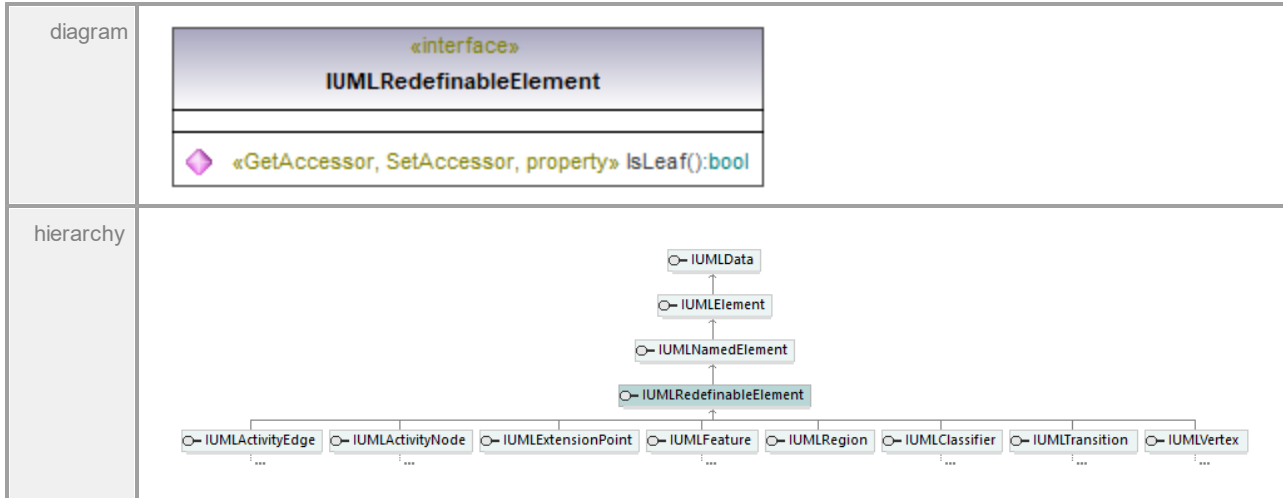 diagram
«interface»
IUMLRedefinableElement
«GetAccessor, SetAccessor, property» IsLeaf():bool
hierarchy
IUMLData
IUMLElement
IUMLNamedElement
IUMLRedefinableElement
IUMLActivityEdge IUMLActivityNode IUMLExtensionPoint IUMLFeature IUMLRegion IUMLClassifier IUMLTransition IUMLVertex
... ... ... ... ... ...